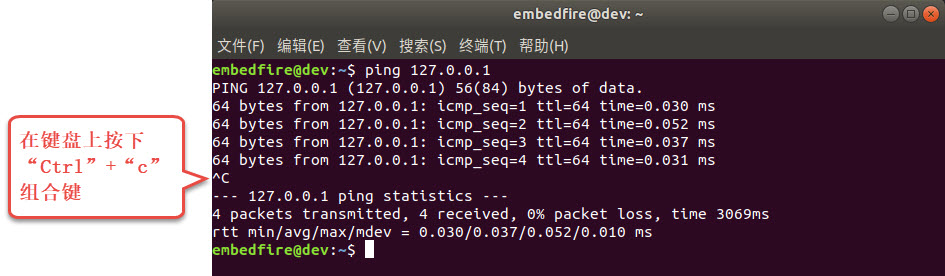 embedfire@dev: ~
文件(F) 编辑(E) 查看(V) 搜索(S) 终端(T) 帮助(H)
embedfire@dev:~$ ping 127.0.0.1
PING 127.0.0.1 (127.0.0.1) 56(84) bytes of data.
64 bytes from 127.0.0.1: icmp_seq=1 ttl=64 time=0.030 ms
64 bytes from 127.0.0.1: icmp_seq=2 ttl=64 time=0.052 ms
64 bytes from 127.0.0.1: icmp_seq=3 ttl=64 time=0.037 ms
64 bytes from 127.0.0.1: icmp_seq=4 ttl=64 time=0.031 ms
^C
--- 127.0.0.1 ping statistics ---
4 packets transmitted, 4 received, 0% packet loss, time 3069ms
rtt min/avg/max/mdev = 0.030/0.037/0.052/0.010 ms
embedfire@dev:~$
在键盘上按下
“Ctrl”+“c”
组合键